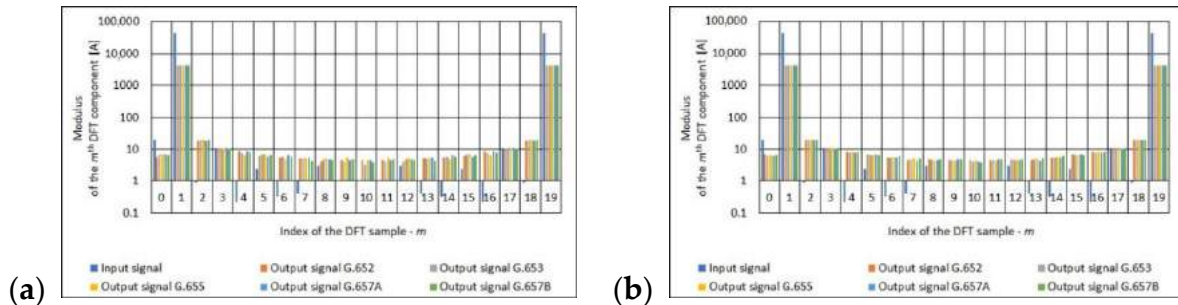 100,000
10,000
1000
100
10
1
0.1
Modulus
of the mth DFT component [A]
0 1 2 3 4 5 6 7 8 9 10 11 12 13 14 15 16 17 18 19
Index of the DFT sample - m
Input signal Output signal G.652 Output signal G.653
Output signal G.655 Output signal G.657A Output signal G.657B
(a)
100,000
10,000
1000
100
10
1
0.1
Modulus
of the mth DFT component [A]
0 1 2 3 4 5 6 7 8 9 10 11 12 13 14 15 16 17 18 19
Index of the DFT sample - m
Input signal Output signal G.652 Output signal G.653
Output signal G.655 Output signal G.657A Output signal G.657B
(b)